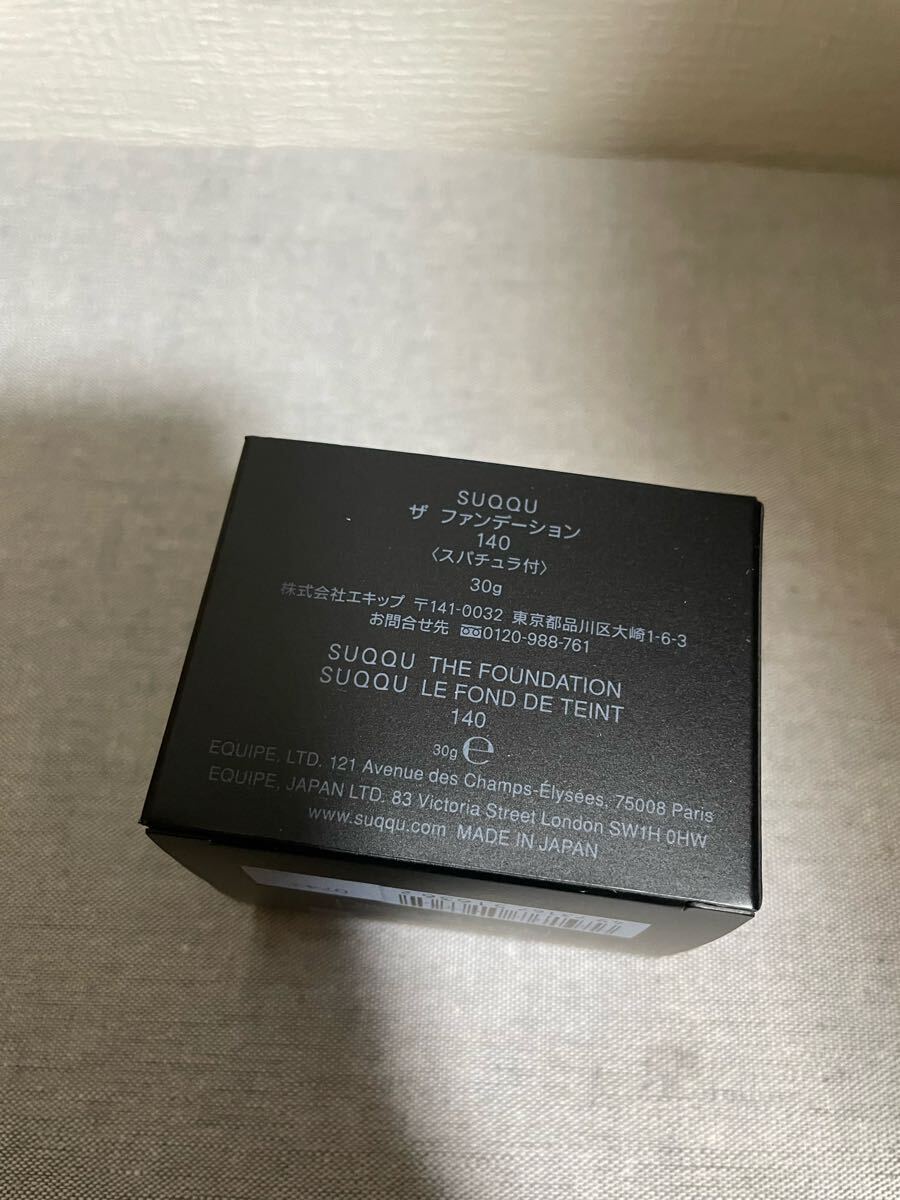 SUQQU
ザ ファンデーション
140
〈スパチュラ付〉
30g
株式会社エキップ 〒141-0032 東京都品川区大崎1-6-3
お問合せ先 0120-988-761
SUQQU THE FOUNDATION
SUQQU LE FOND DE TEINT
140
30g ℮
EQUIPE, LTD. 121 Avenue des Champs-Élysées, 75008 Paris
EQUIPE, JAPAN LTD. 83 Victoria Street London SW1H 0HW
www.suqqu.com MADE IN JAPAN